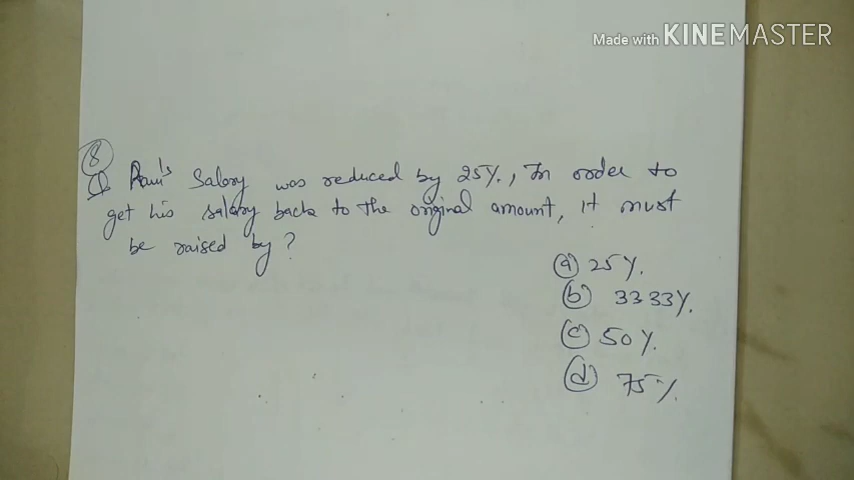 Made with KINEMASTER
8
Q Ram's Salary was reduced by 25%, In order to
get his salary back to the original amount, it must
be raised by?
(a) 25%.
(b) 33 33%.
(c) 50%.
(d) 75%.